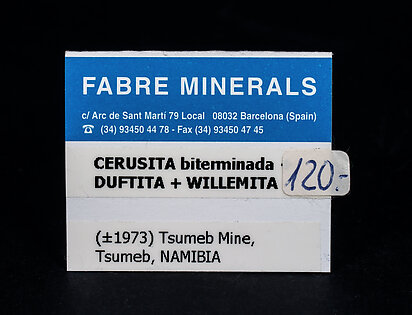 FABRE MINERALS
c/ Arc de Sant Martí 79 Local 08032 Barcelona (Spain)
☎ (34) 93450 44 78 - Fax (34) 93450 47 45
CERUSITA biterminada
DUFTITA + WILLEMITA
120.-
(±1973) Tsumeb Mine,
Tsumeb, NAMIBIA